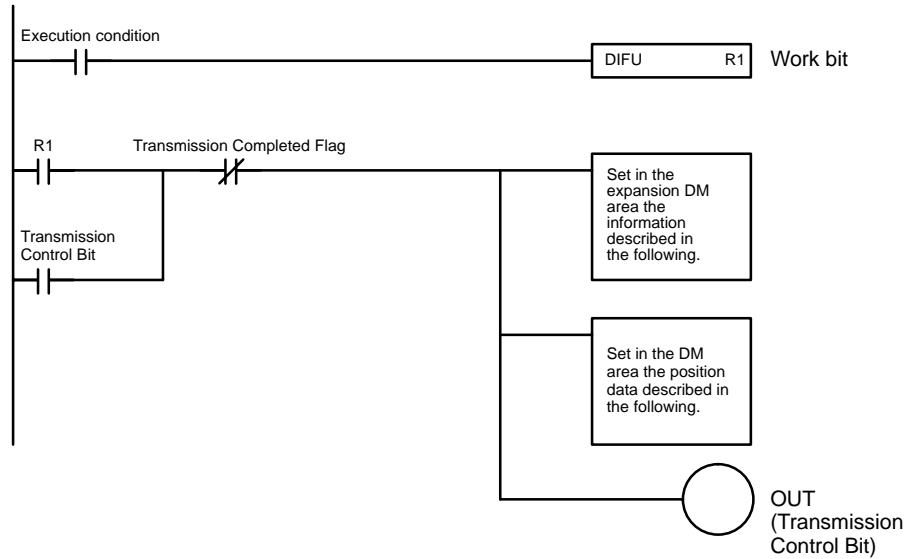 Execution condition
DIFU R1
Work bit
R1
Transmission Completed Flag
Transmission
Control Bit
Set in the
expansion DM
area the
information
described in
the following.
Set in the DM
area the position
data described in
the following.
OUT
(Transmission
Control Bit)